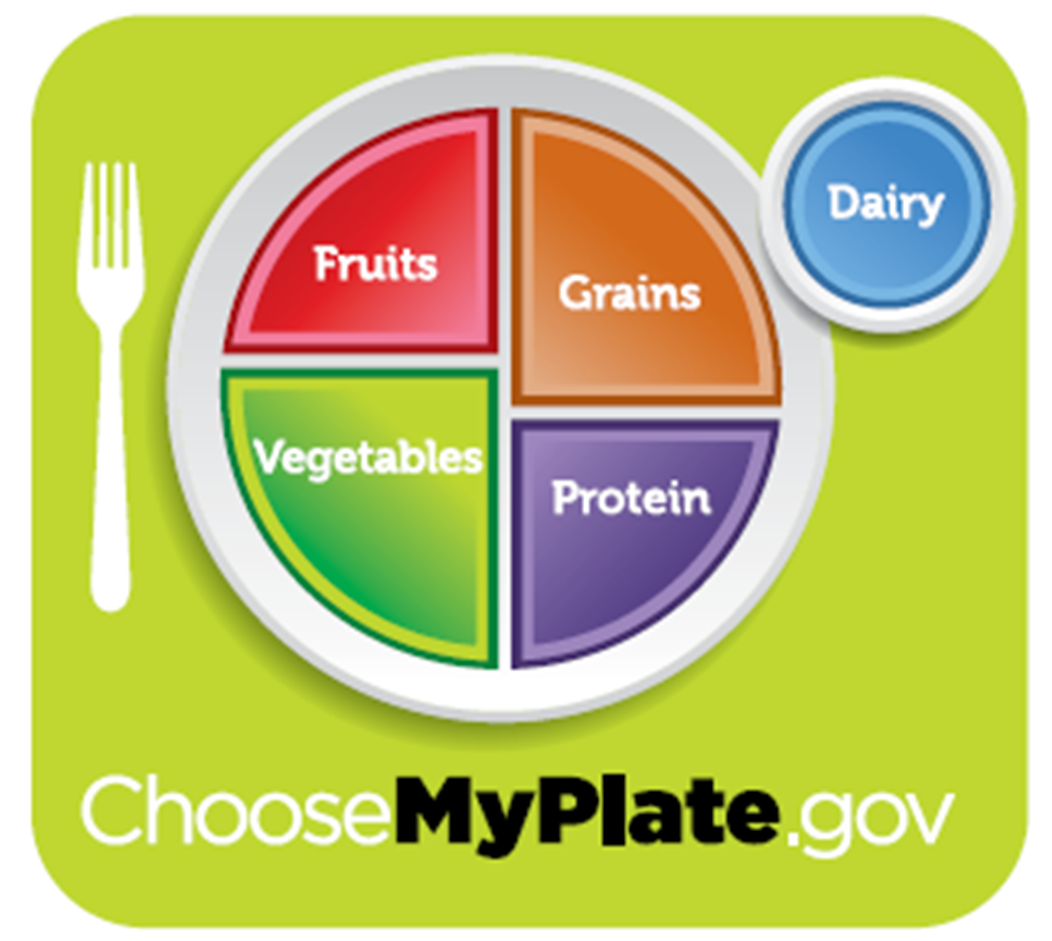 Dairy
Fruits
Grains
Vegetables
Protein
ChooseMyPlate.gov